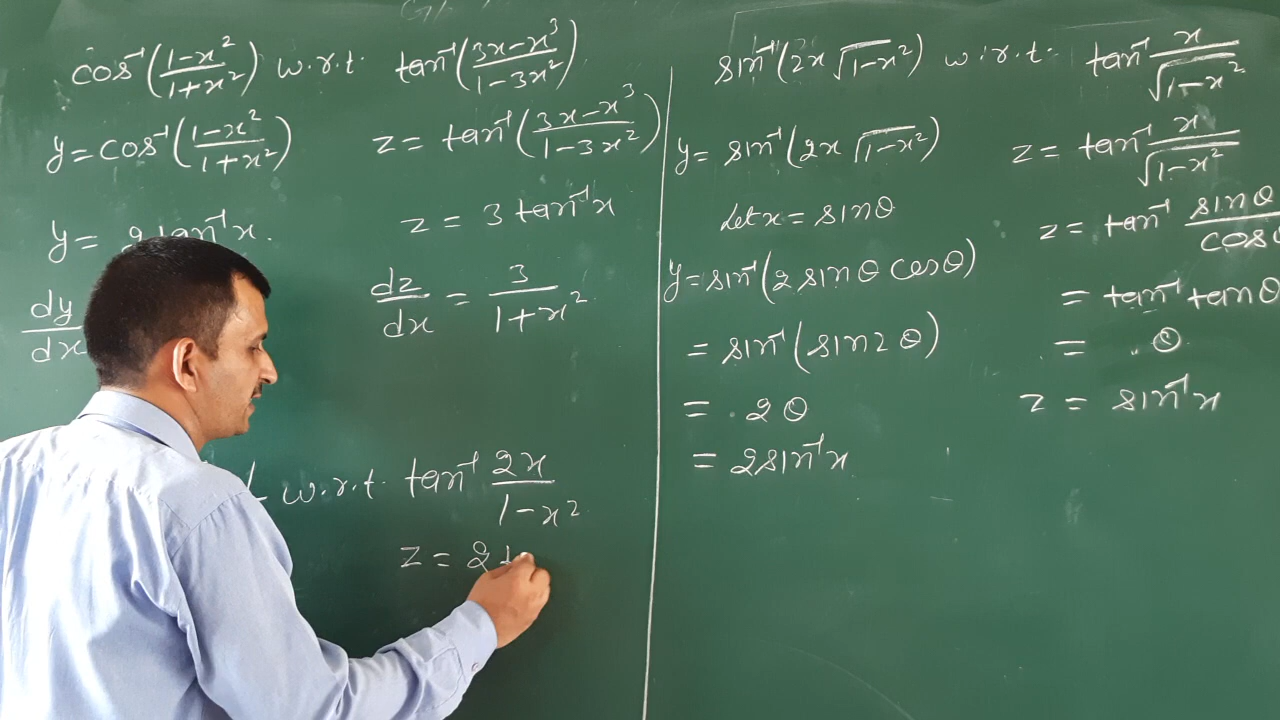 cos⁻¹((1-x²)/(1+x²)) w.r.t. tan⁻¹((3x-x³)/(1-3x²))
y = cos⁻¹((1-x²)/(1+x²)) z = tan⁻¹((3x-x³)/(1-3x²))
y = 2 tan⁻¹x. z = 3 tan⁻¹x
dy/dx dz/dx = 3/(1+x²)
w.r.t. tan⁻¹ 2x/(1-x²)
z = 2 t
sin⁻¹(2x √(1-x²)) w.r.t. tan⁻¹ x/√(1-x²)
y = sin⁻¹(2x √(1-x²)) z = tan⁻¹ x/√(1-x²)
Let x = sinθ z = tan⁻¹ sinθ/cos
y = sin⁻¹(2 sinθ cosθ) = tan⁻¹ tanθ
= sin⁻¹(sin2θ) = θ
= 2θ z = sin⁻¹x
= 2sin⁻¹x